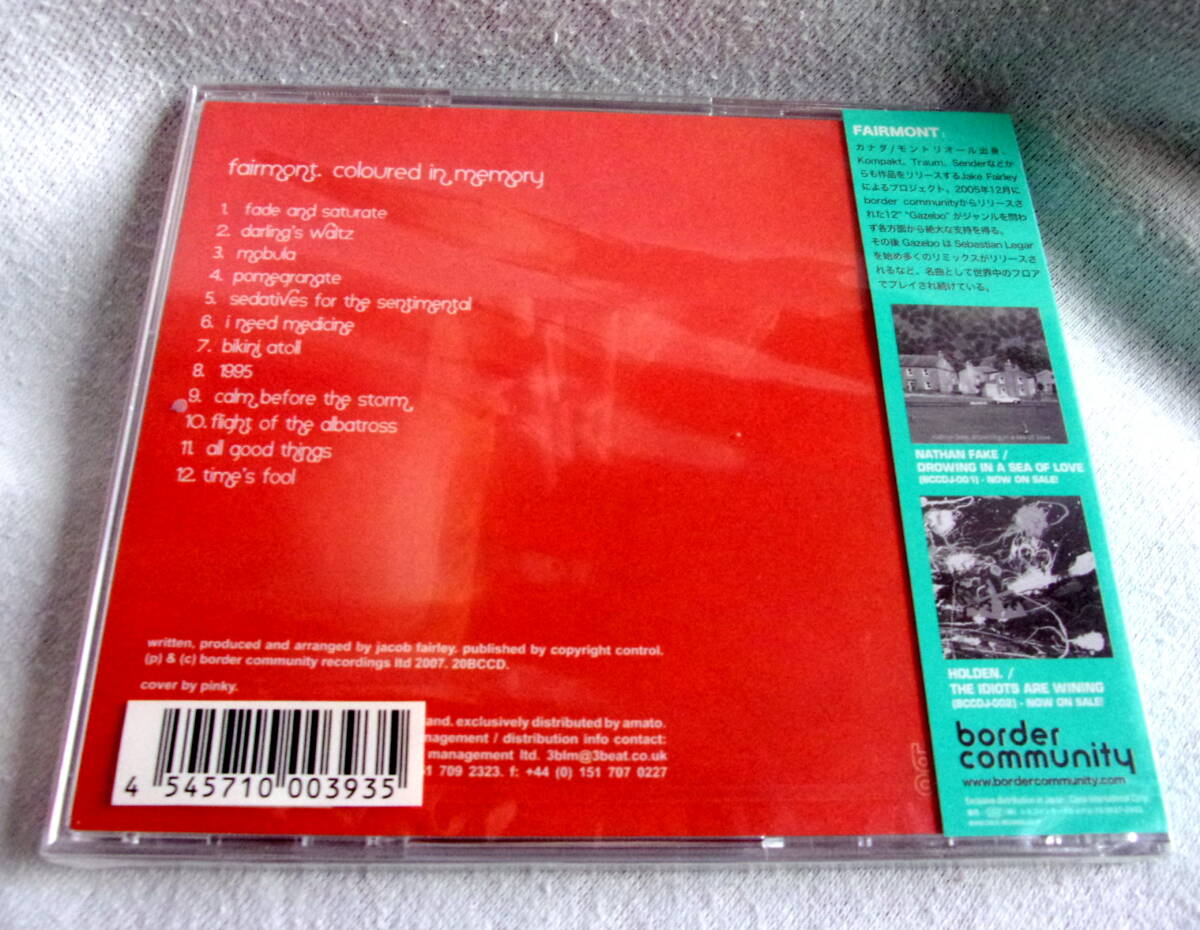 fairmont. coloured in memory
1. fade and saturate
2. darling's waltz
3. mobula
4. pomegranate
5. sedatives for the sentimental
6. i need medicine
7. bikini atoll
8. 1995
9. calm before the storm
10. flight of the albatross
11. all good things
12. time's fool
written, produced and arranged by jacob fairley. published by copyright control.
(p) & (c) border community recordings ltd 2007. 20BCCD.
cover by pinky.
and. exclusively distributed by amato.
nagement / distribution info contact:
management ltd. 3blm@3beat.co.uk
709 2323. f: +44 (0) 151 707 0227
4 545710 003935
FAIRMONT :
カナダ/モントリオール出身、
Kompakt、Traum、Senderなどか
らも作品をリリースするJake Fairley
によるプロジェクト。2005年12月に
border communityからリリースさ
れた12" "Gazebo" がジャンルを問わ
ず各方面から絶大な支持を得る。
その後 Gazebo は Sebastian Legar
を始め多くのリミックスがリリースさ
れるなど、名曲として世界中のフロア
でプレイされ続けている。
NATHAN FAKE /
DROWING IN A SEA OF LOVE
(BCCDJ-001) - NOW ON SALE!
HOLDEN. /
THE IDIOTS ARE WINING
(BCCDJ-002) - NOW ON SALE!
border
community
www.bordercommunity.com
Exclusive distribution in Japan